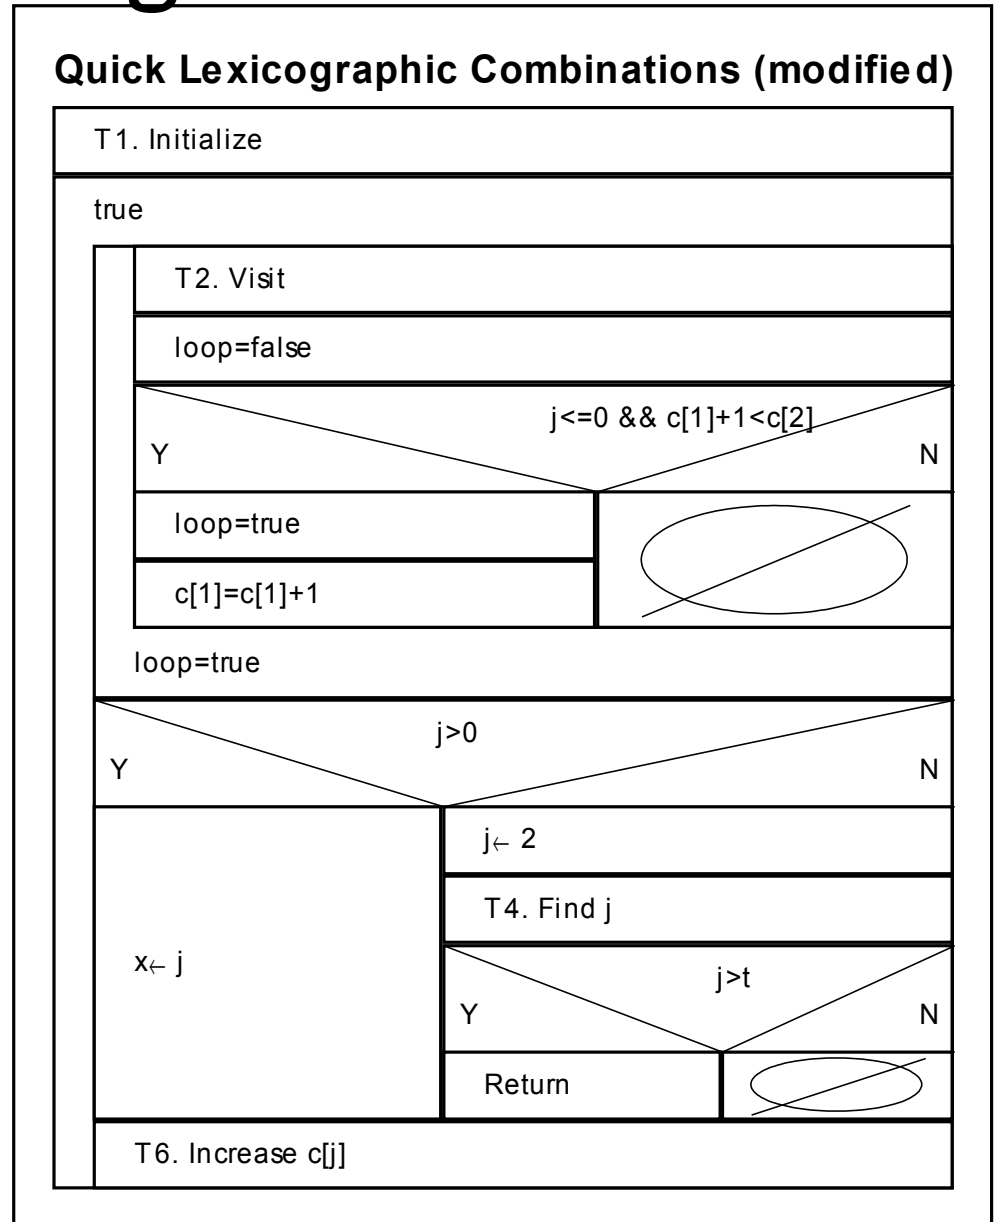 Quick Lexicographic Combinations (modified)
T1. Initialize
true
T2. Visit
loop=false
j<=0 && c[1]+1<c[2]
Y
N
loop=true
c[1]=c[1]+1
loop=true
j>0
Y
N
j← 2
T4. Find j
x← j
j>t
Y
N
Return
T6. Increase c[j]